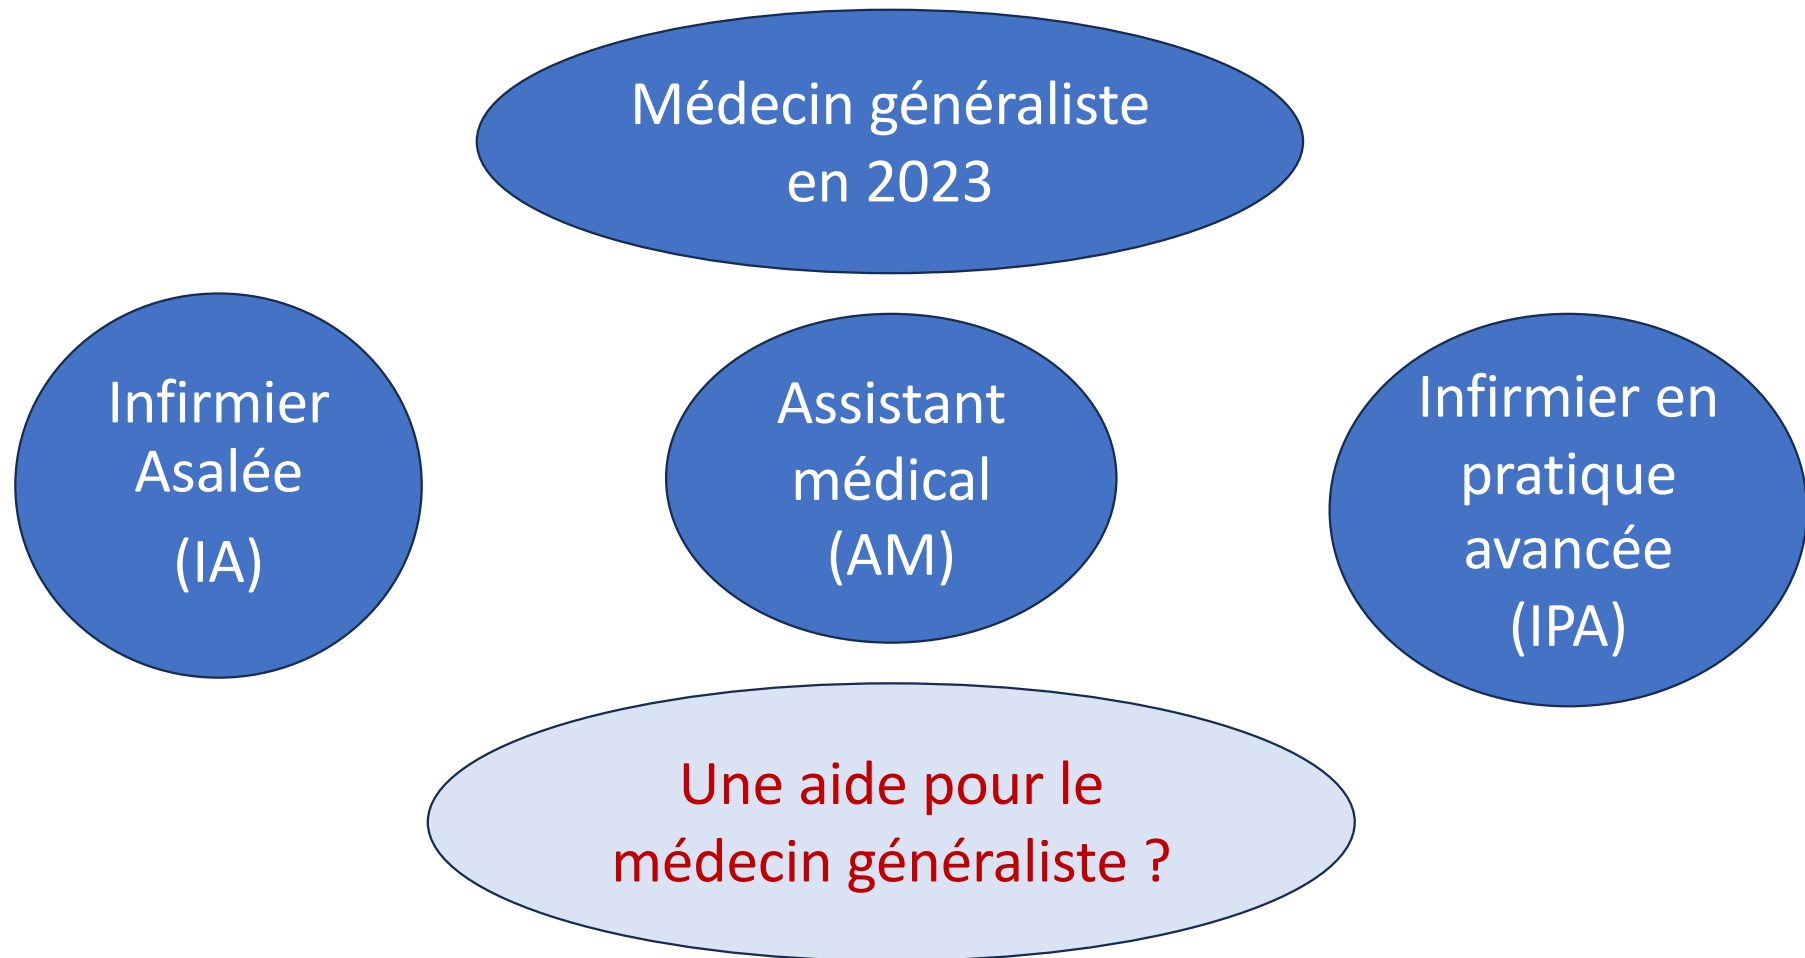 Médecin généraliste
en 2023
Infirmier
Asalée
(IA)
Assistant
médical
(AM)
Infirmier en
pratique
avancée
(IPA)
Une aide pour le
médecin généraliste ?